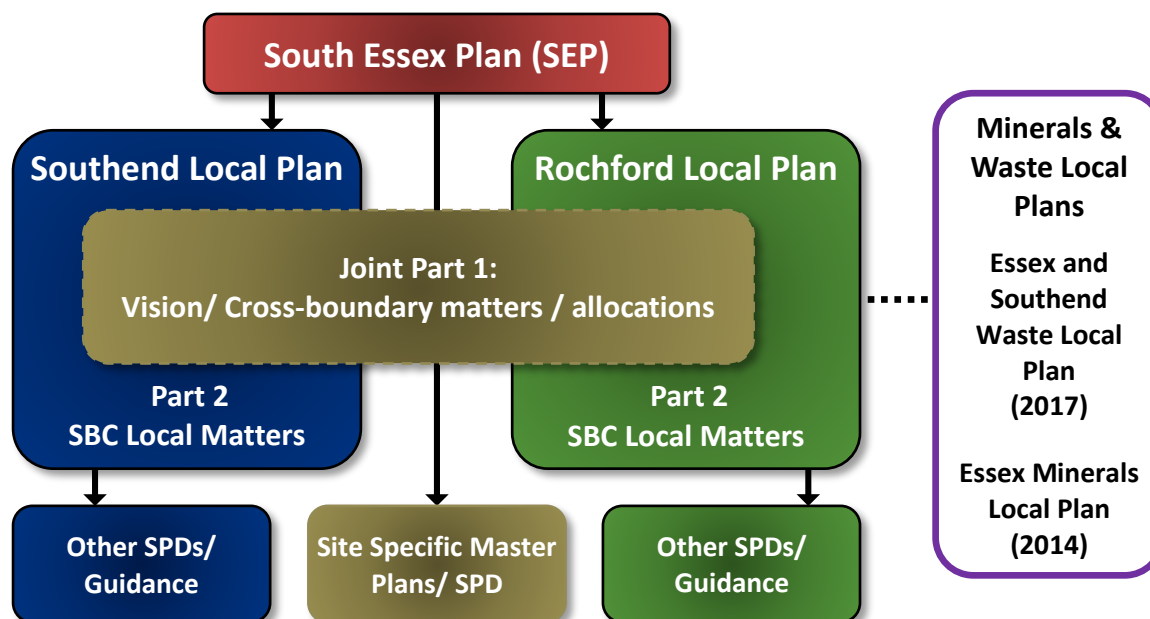 South Essex Plan (SEP)
Southend Local Plan
Rochford Local Plan
Joint Part 1:
Vision/ Cross-boundary matters / allocations
Part 2
SBC Local Matters
Part 2
SBC Local Matters
Other SPDs/
Guidance
Site Specific Master
Plans/ SPD
Other SPDs/
Guidance
Minerals &
Waste Local
Plans
Essex and
Southend
Waste Local
Plan
(2017)
Essex Minerals
Local Plan
(2014)